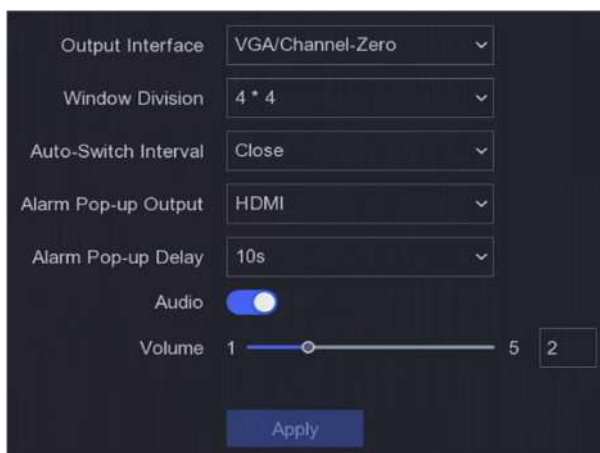 Output Interface VGA/Channel-Zero
Window Division 4 * 4
Auto-Switch Interval Close
Alarm Pop-up Output HDMI
Alarm Pop-up Delay 10s
Audio
Volume 1 5 2
Apply